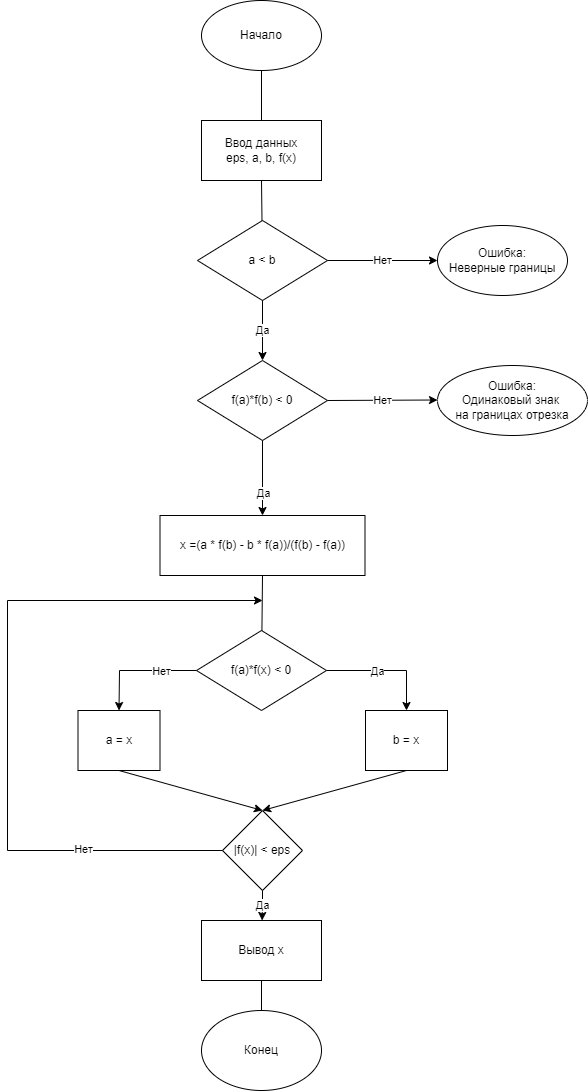 Начало
Ввод данных
eps, a, b, f(x)
a < b
Нет
Ошибка:
Неверные границы
Да
f(a)*f(b) < 0
Нет
Ошибка:
Одинаковый знак
на границах отрезка
Да
x =(a * f(b) - b * f(a))/(f(b) - f(a))
Нет
f(a)*f(x) < 0
Да
a = x
b = x
Нет
|f(x)| < eps
Да
Вывод x
Конец